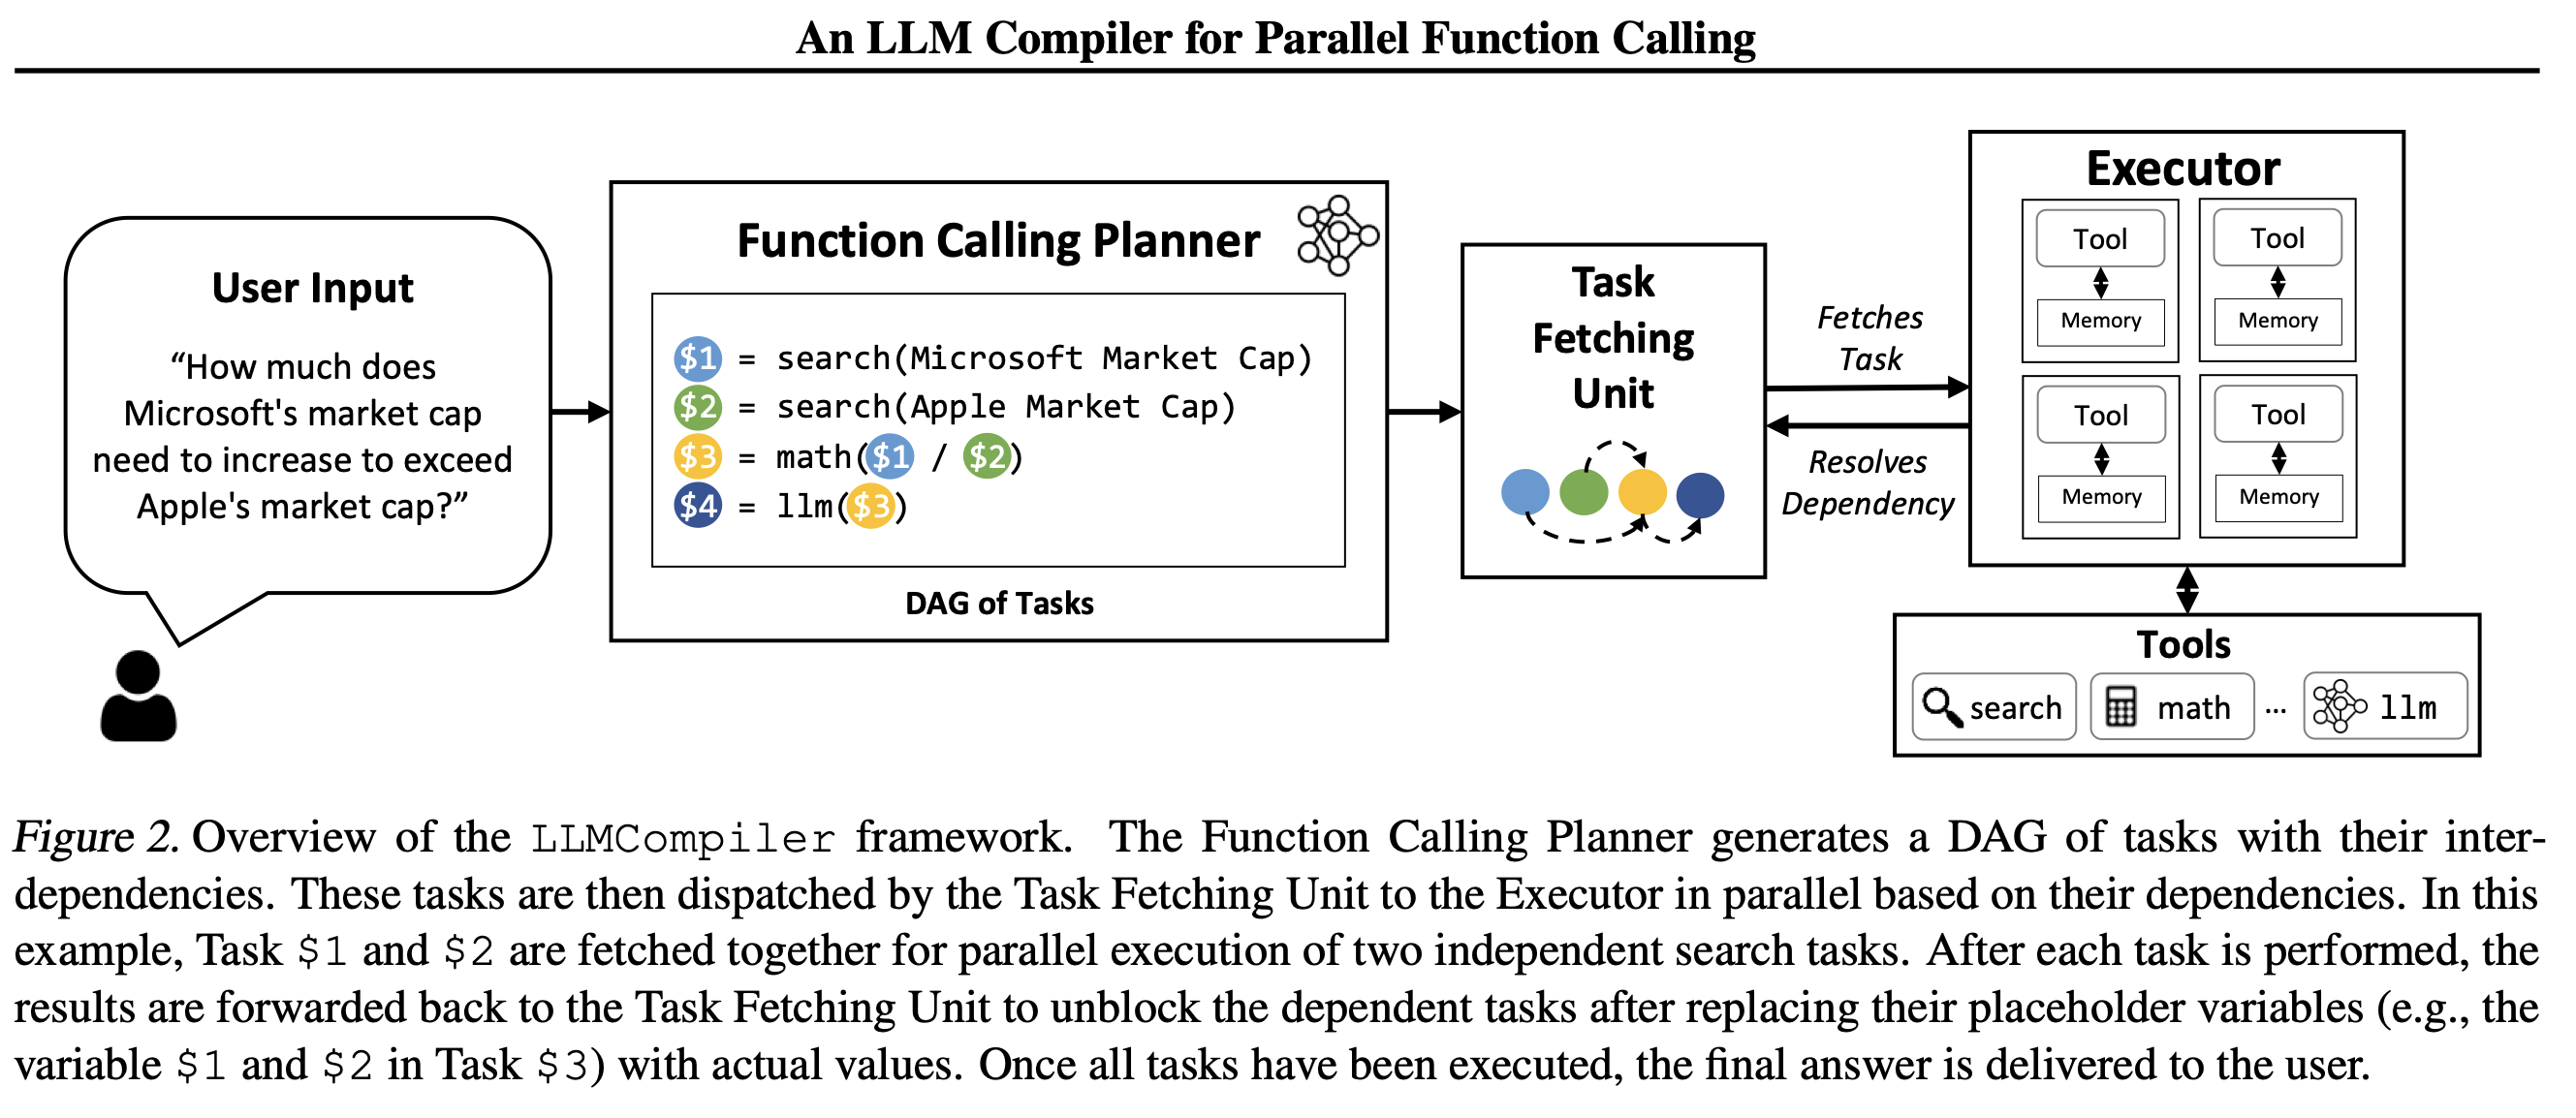 An LLM Compiler for Parallel Function Calling
User Input
“How much does
Microsoft's market cap
need to increase to exceed
Apple's market cap?”
Function Calling Planner
$1 = search(Microsoft Market Cap)
$2 = search(Apple Market Cap)
$3 = math($1 / $2)
$4 = llm($3)
DAG of Tasks
Task
Fetching
Unit
Fetches
Task
Resolves
Dependency
Executor
Tool
Memory
Tool
Memory
Tool
Memory
Tool
Memory
Tools
search
math
...
llm
Figure 2. Overview of the LLMCompiler framework. The Function Calling Planner generates a DAG of tasks with their inter-
dependencies. These tasks are then dispatched by the Task Fetching Unit to the Executor in parallel based on their dependencies. In this
example, Task $1 and $2 are fetched together for parallel execution of two independent search tasks. After each task is performed, the
results are forwarded back to the Task Fetching Unit to unblock the dependent tasks after replacing their placeholder variables (e.g., the
variable $1 and $2 in Task $3) with actual values. Once all tasks have been executed, the final answer is delivered to the user.